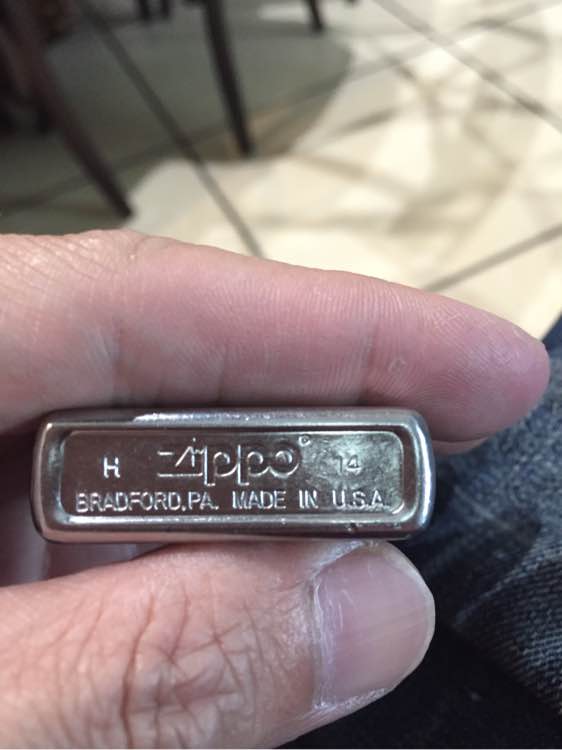 H Zippo® 14
BRADFORD,PA. MADE IN U.S.A.